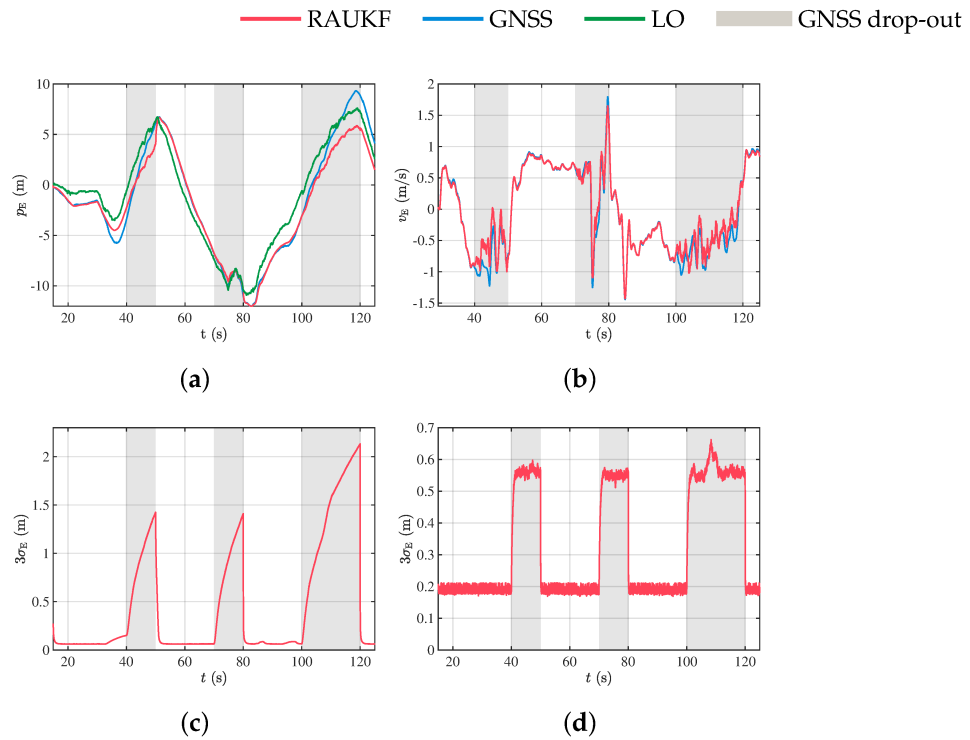 RAUKF GNSS LO GNSS drop-out
10
5
0
-5
-10
p_E (m)
20 40 60 80 100 120
t (s)
(a)
2
1.5
1
0.5
0
-0.5
-1
-1.5
v_E (m/s)
40 60 80 100 120
t (s)
(b)
2
1.5
1
0.5
0
3σ_E (m)
20 40 60 80 100 120
t (s)
(c)
0.7
0.6
0.5
0.4
0.3
0.2
0.1
0
3σ_E (m)
20 40 60 80 100 120
t (s)
(d)